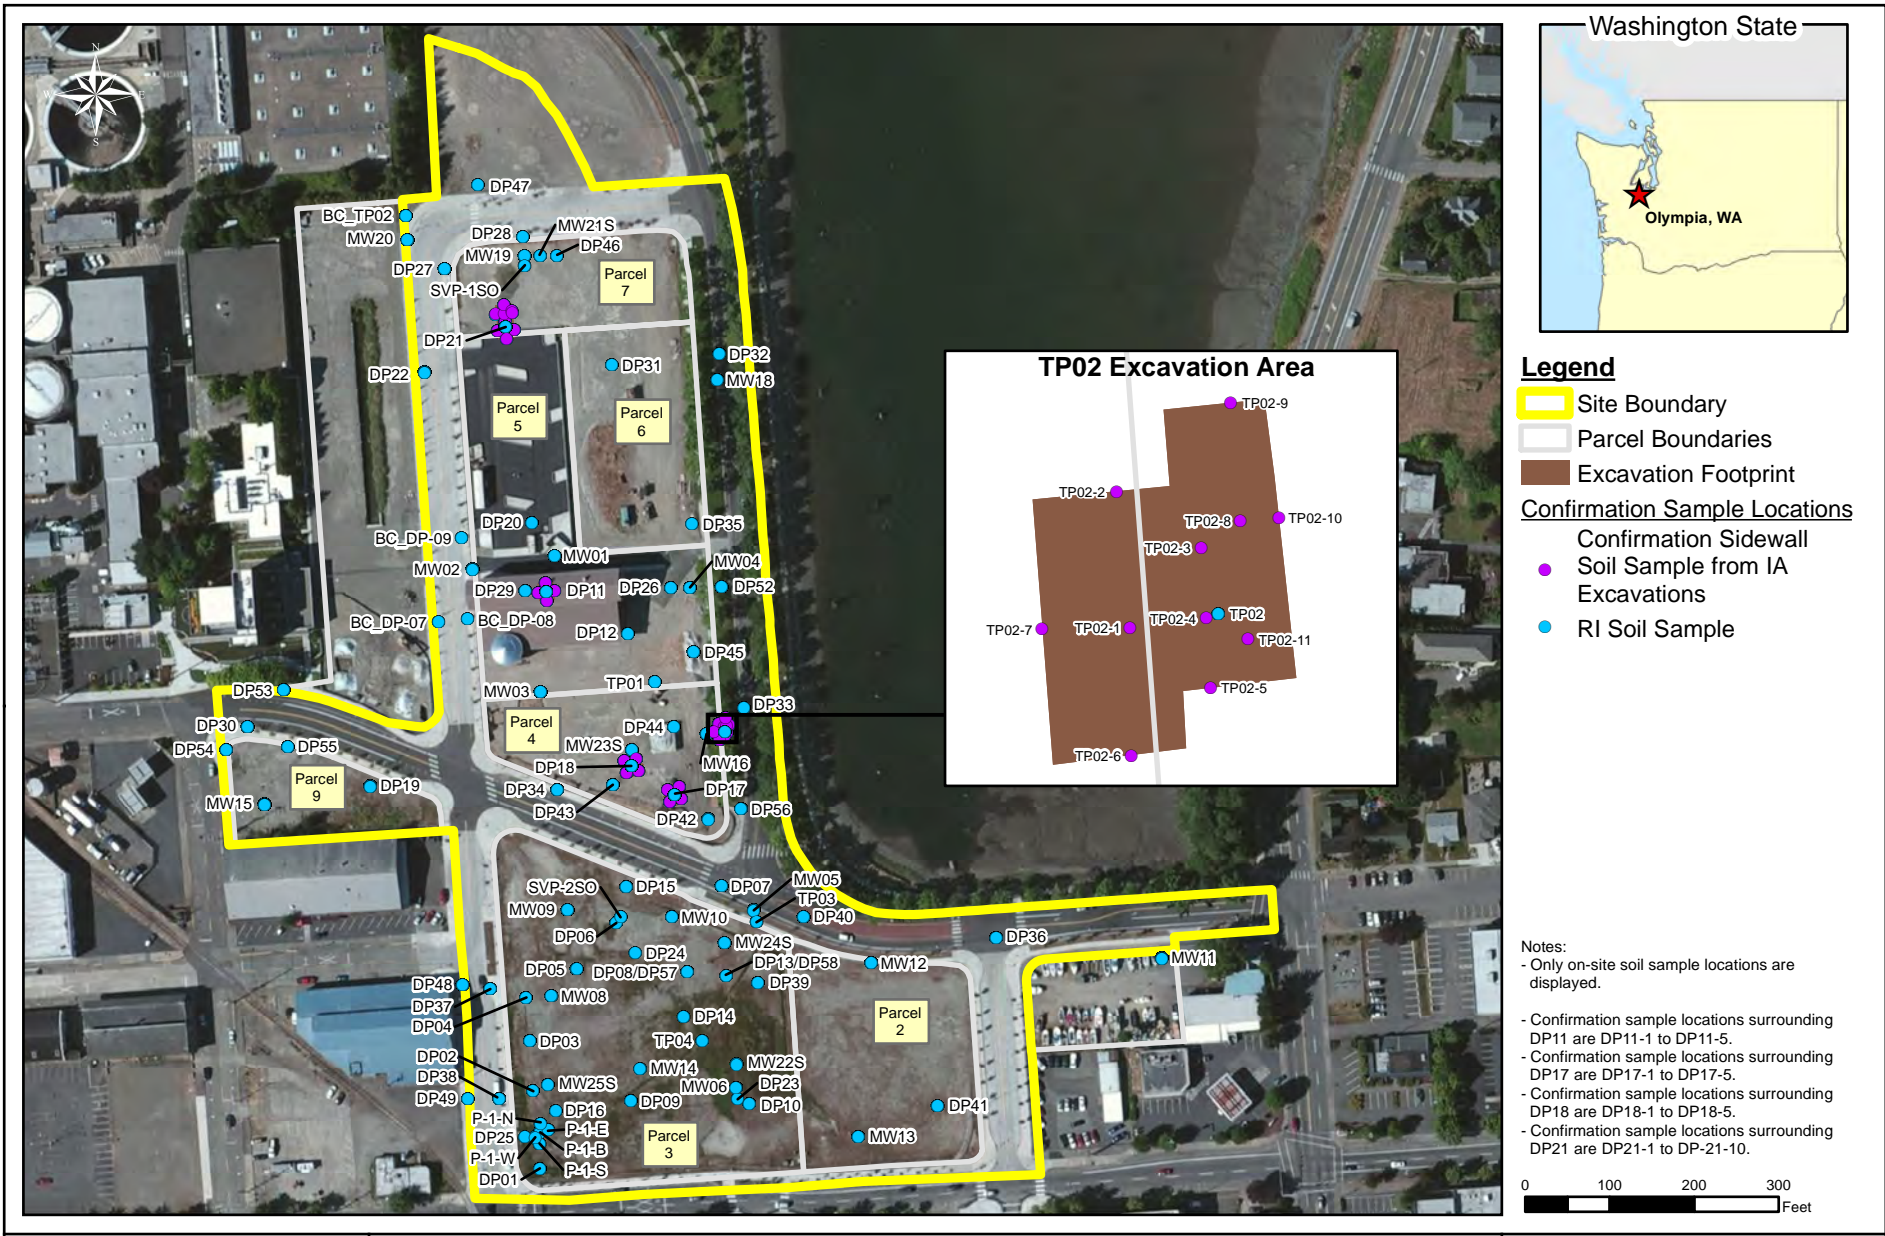 N
W
E
S
DP47
BC_TP02
MW20
DP28
MW21S
DP46
MW19
DP27
SVP-1SO
Parcel
7
DP21
DP32
DP31
MW18
DP22
Parcel
5
Parcel
6
DP20
DP35
BC_DP-09
MW01
MW02
MW04
DP29
DP11
DP26
DP52
BC_DP-07
BC_DP-08
DP12
DP45
DP53
TP01
MW03
DP33
DP30
Parcel
4
DP44
DP54
DP55
MW23S
MW16
DP18
DP19
Parcel
9
DP34
DP17
MW15
DP43
DP42
DP56
SVP-2SO
DP15
DP07
MW05
TP03
MW09
MW10
DP40
DP06
DP36
MW24S
DP24
DP13/DP58
MW12
MW11
DP05
DP08/DP57
DP39
DP48
DP37
MW08
DP04
DP14
Parcel
2
DP03
TP04
DP02
MW14
MW22S
DP38
MW25S
MW06
DP23
DP49
DP16
DP09
DP10
DP41
P-1-N
P-1-E
DP25
P-1-B
MW13
P-1-W
P-1-S
Parcel
3
DP01
TP02 Excavation Area
TP02-9
TP02-2
TP02-8
TP02-10
TP02-3
TP02
TP02-4
TP02-7
TP02-1
TP02-11
TP02-5
TP02-6
Washington State
Olympia, WA
Legend
Site Boundary
Parcel Boundaries
Excavation Footprint
Confirmation Sample Locations
Confirmation Sidewall
Soil Sample from IA
Excavations
RI Soil Sample
Notes:
- Only on-site soil sample locations are
displayed.
- Confirmation sample locations surrounding
DP11 are DP11-1 to DP11-5.
- Confirmation sample locations surrounding
DP17 are DP17-1 to DP17-5.
- Confirmation sample locations surrounding
DP18 are DP18-1 to DP18-5.
- Confirmation sample locations surrounding
DP21 are DP21-1 to DP-21-10.
0 100 200 300
Feet